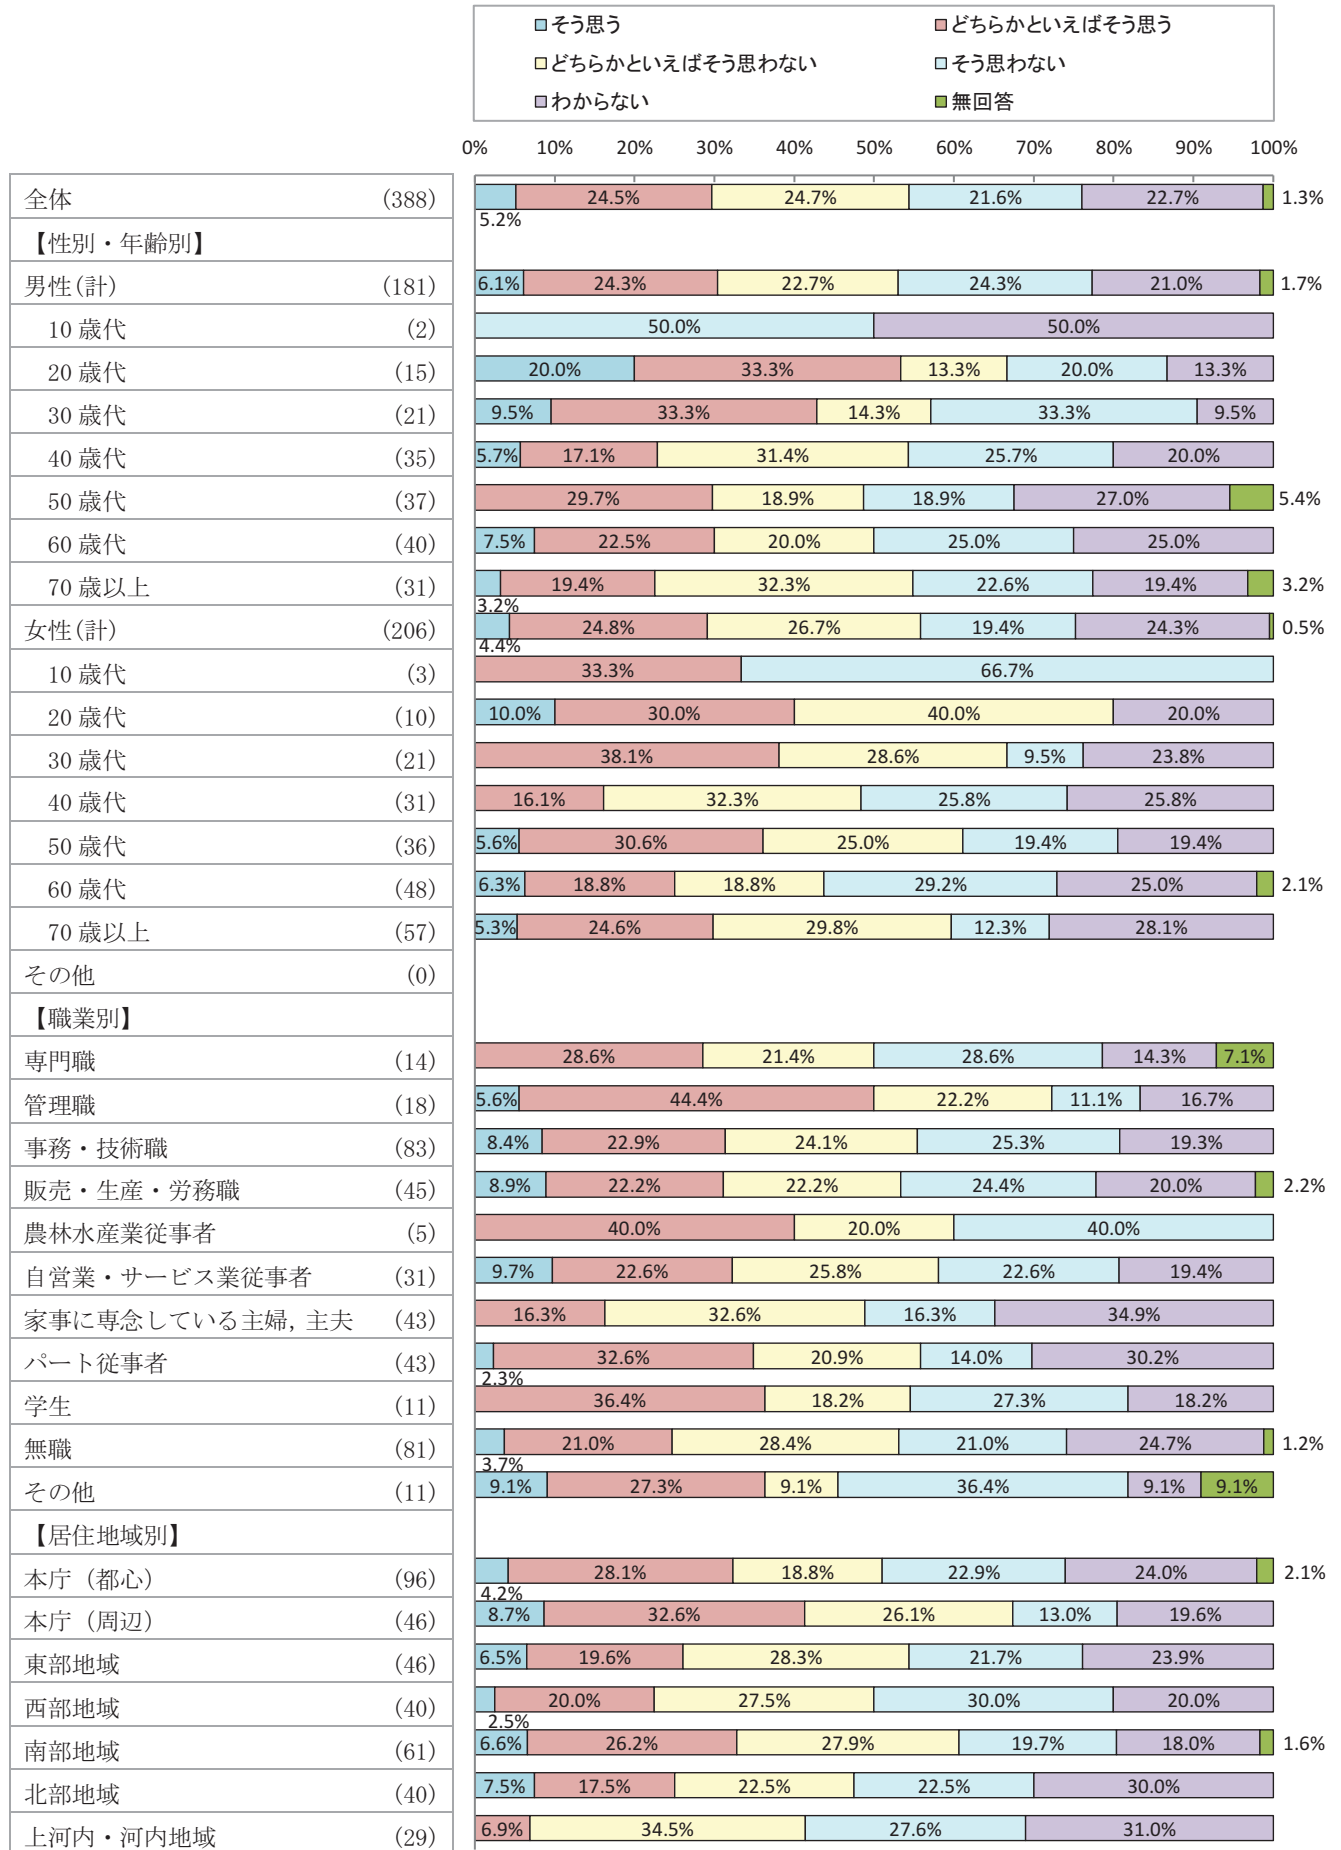 そう思う どちらかといえばそう思う
どちらかといえばそう思わない そう思わない
わからない 無回答
0% 10% 20% 30% 40% 50% 60% 70% 80% 90% 100%
全体 (388) 24.5% 24.7% 21.6% 22.7% 1.3%
5.2%
【性別・年齢別】
男性(計) (181) 6.1% 24.3% 22.7% 24.3% 21.0% 1.7%
10 歳代 (2) 50.0% 50.0%
20 歳代 (15) 20.0% 33.3% 13.3% 20.0% 13.3%
30 歳代 (21) 9.5% 33.3% 14.3% 33.3% 9.5%
40 歳代 (35) 5.7% 17.1% 31.4% 25.7% 20.0%
50 歳代 (37) 29.7% 18.9% 18.9% 27.0% 5.4%
60 歳代 (40) 7.5% 22.5% 20.0% 25.0% 25.0%
70 歳以上 (31) 19.4% 32.3% 22.6% 19.4% 3.2%
3.2%
女性(計) (206) 24.8% 26.7% 19.4% 24.3% 0.5%
4.4%
10 歳代 (3) 33.3% 66.7%
20 歳代 (10) 10.0% 30.0% 40.0% 20.0%
30 歳代 (21) 38.1% 28.6% 9.5% 23.8%
40 歳代 (31) 16.1% 32.3% 25.8% 25.8%
50 歳代 (36) 5.6% 30.6% 25.0% 19.4% 19.4%
60 歳代 (48) 6.3% 18.8% 18.8% 29.2% 25.0% 2.1%
70 歳以上 (57) 5.3% 24.6% 29.8% 12.3% 28.1%
その他 (0)
【職業別】
専門職 (14) 28.6% 21.4% 28.6% 14.3% 7.1%
管理職 (18) 5.6% 44.4% 22.2% 11.1% 16.7%
事務・技術職 (83) 8.4% 22.9% 24.1% 25.3% 19.3%
販売・生産・労務職 (45) 8.9% 22.2% 22.2% 24.4% 20.0% 2.2%
農林水産業従事者 (5) 40.0% 20.0% 40.0%
自営業・サービス業従事者 (31) 9.7% 22.6% 25.8% 22.6% 19.4%
家事に専念している主婦, 主夫 (43) 16.3% 32.6% 16.3% 34.9%
パート従事者 (43) 32.6% 20.9% 14.0% 30.2%
2.3%
学生 (11) 36.4% 18.2% 27.3% 18.2%
無職 (81) 21.0% 28.4% 21.0% 24.7% 1.2%
3.7%
その他 (11) 9.1% 27.3% 9.1% 36.4% 9.1% 9.1%
【居住地域別】
本庁（都心） (96) 28.1% 18.8% 22.9% 24.0% 2.1%
4.2%
本庁（周辺） (46) 8.7% 32.6% 26.1% 13.0% 19.6%
東部地域 (46) 6.5% 19.6% 28.3% 21.7% 23.9%
西部地域 (40) 20.0% 27.5% 30.0% 20.0%
2.5%
南部地域 (61) 6.6% 26.2% 27.9% 19.7% 18.0% 1.6%
北部地域 (40) 7.5% 17.5% 22.5% 22.5% 30.0%
上河内・河内地域 (29) 6.9% 34.5% 27.6% 31.0%